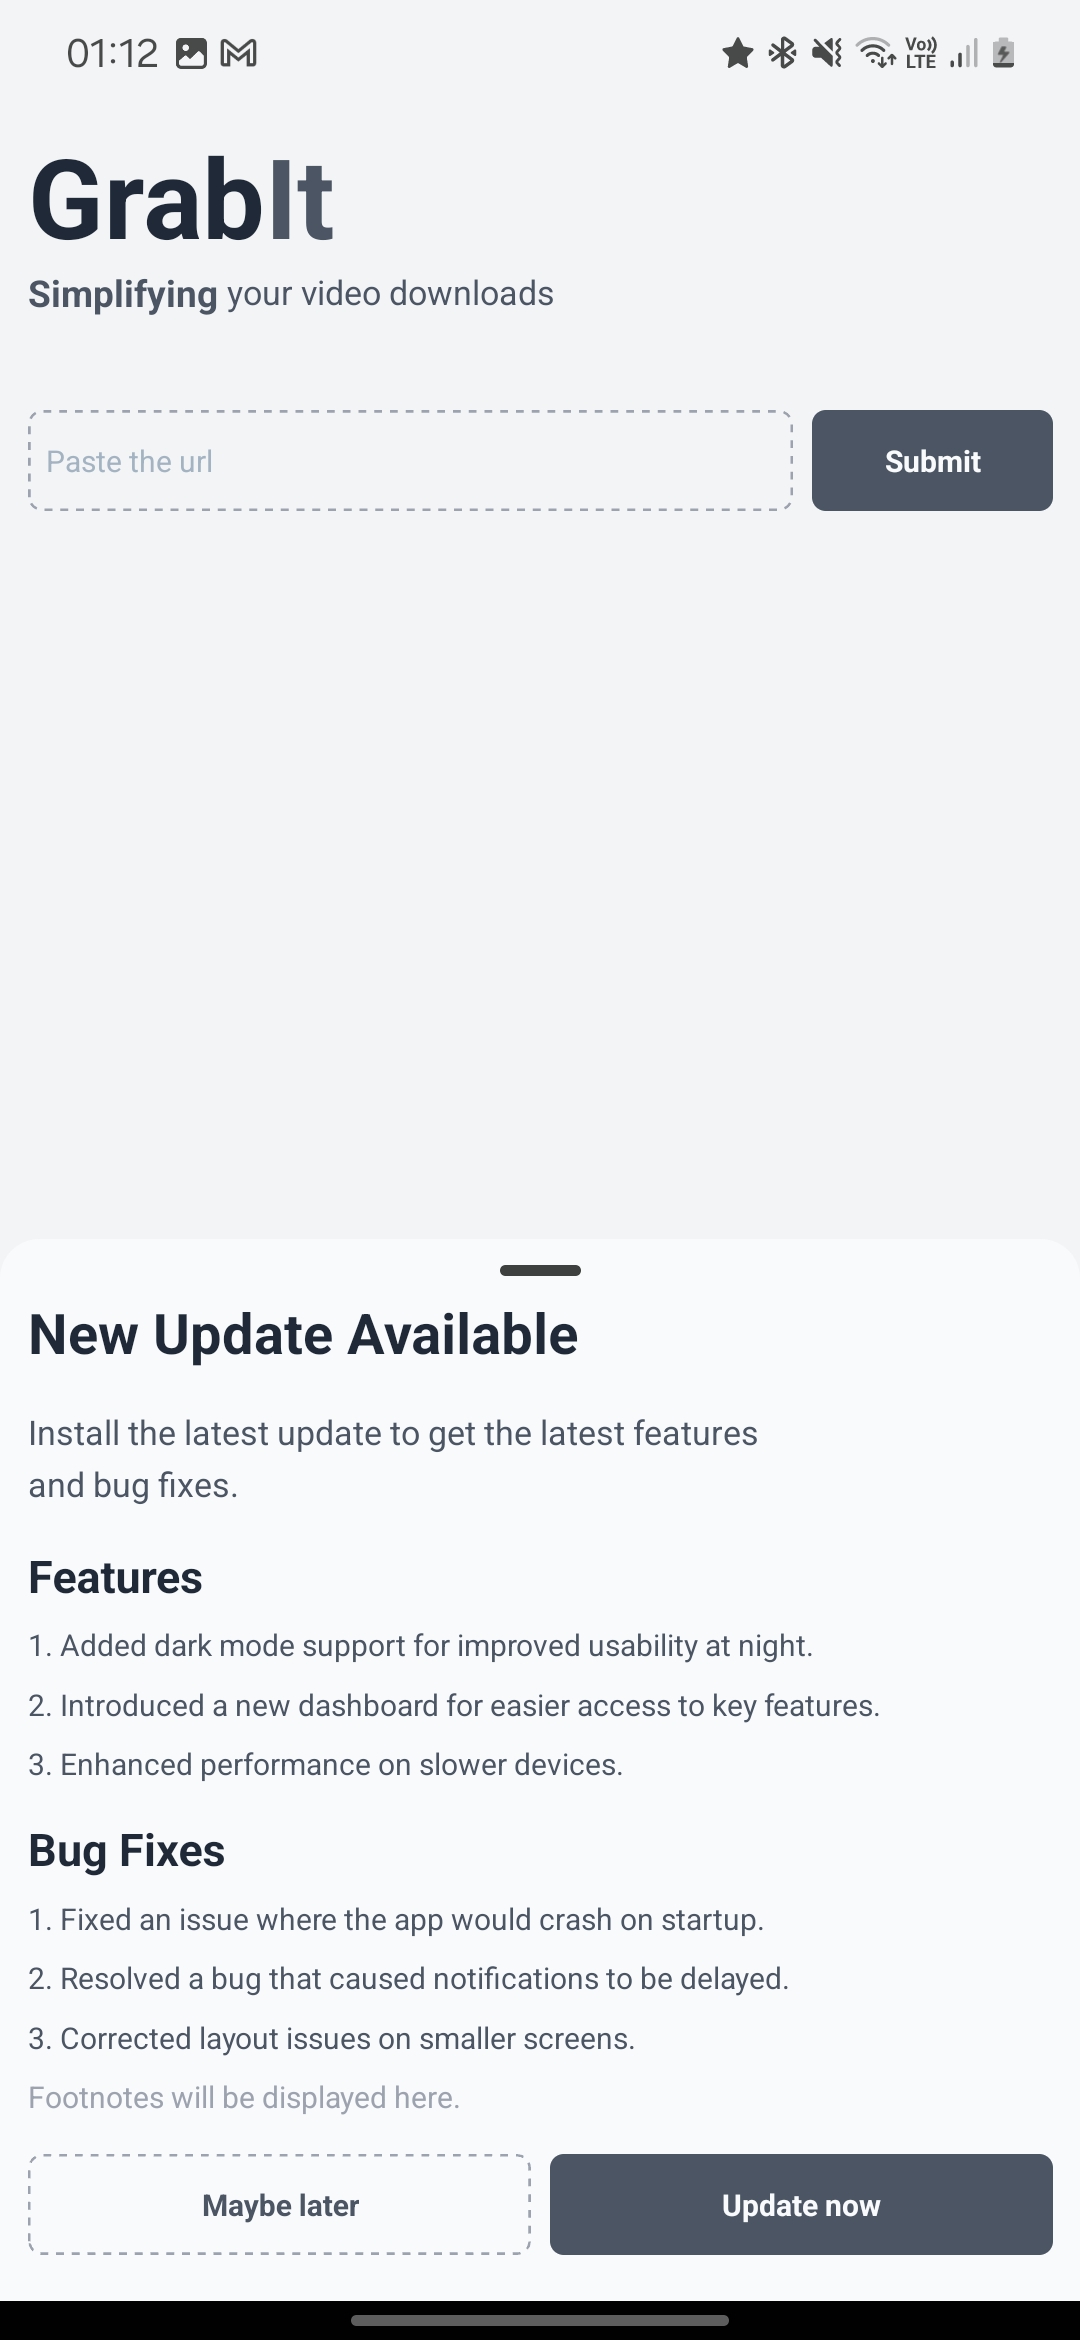 01:12
Vo)) LTE
GrabIt
Simplifying your video downloads
Paste the url
Submit
New Update Available
Install the latest update to get the latest features
and bug fixes.
Features
1. Added dark mode support for improved usability at night.
2. Introduced a new dashboard for easier access to key features.
3. Enhanced performance on slower devices.
Bug Fixes
1. Fixed an issue where the app would crash on startup.
2. Resolved a bug that caused notifications to be delayed.
3. Corrected layout issues on smaller screens.
Footnotes will be displayed here.
Maybe later
Update now